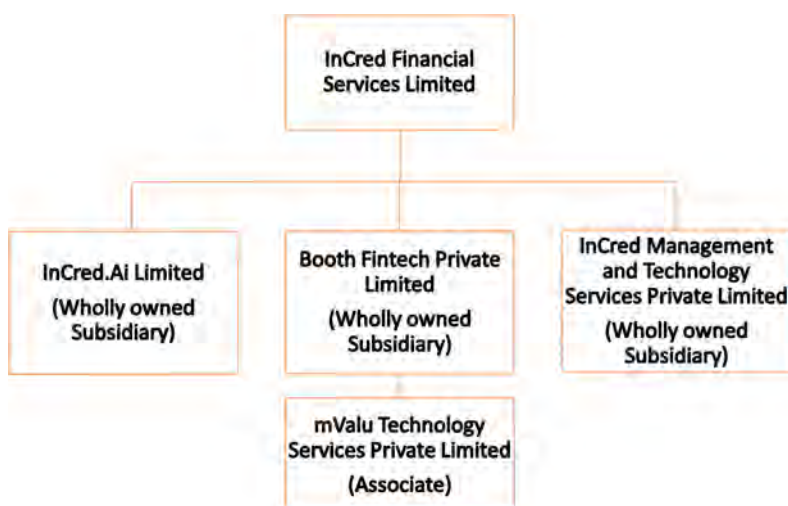 InCred Financial
Services Limited
InCred.Ai Limited
(Wholly owned
Subsidiary)
Booth Fintech Private
Limited
(Wholly owned
Subsidiary)
InCred Management
and Technology
Services Private Limited
(Wholly owned
Subsidiary)
mValu Technology
Services Private Limited
(Associate)